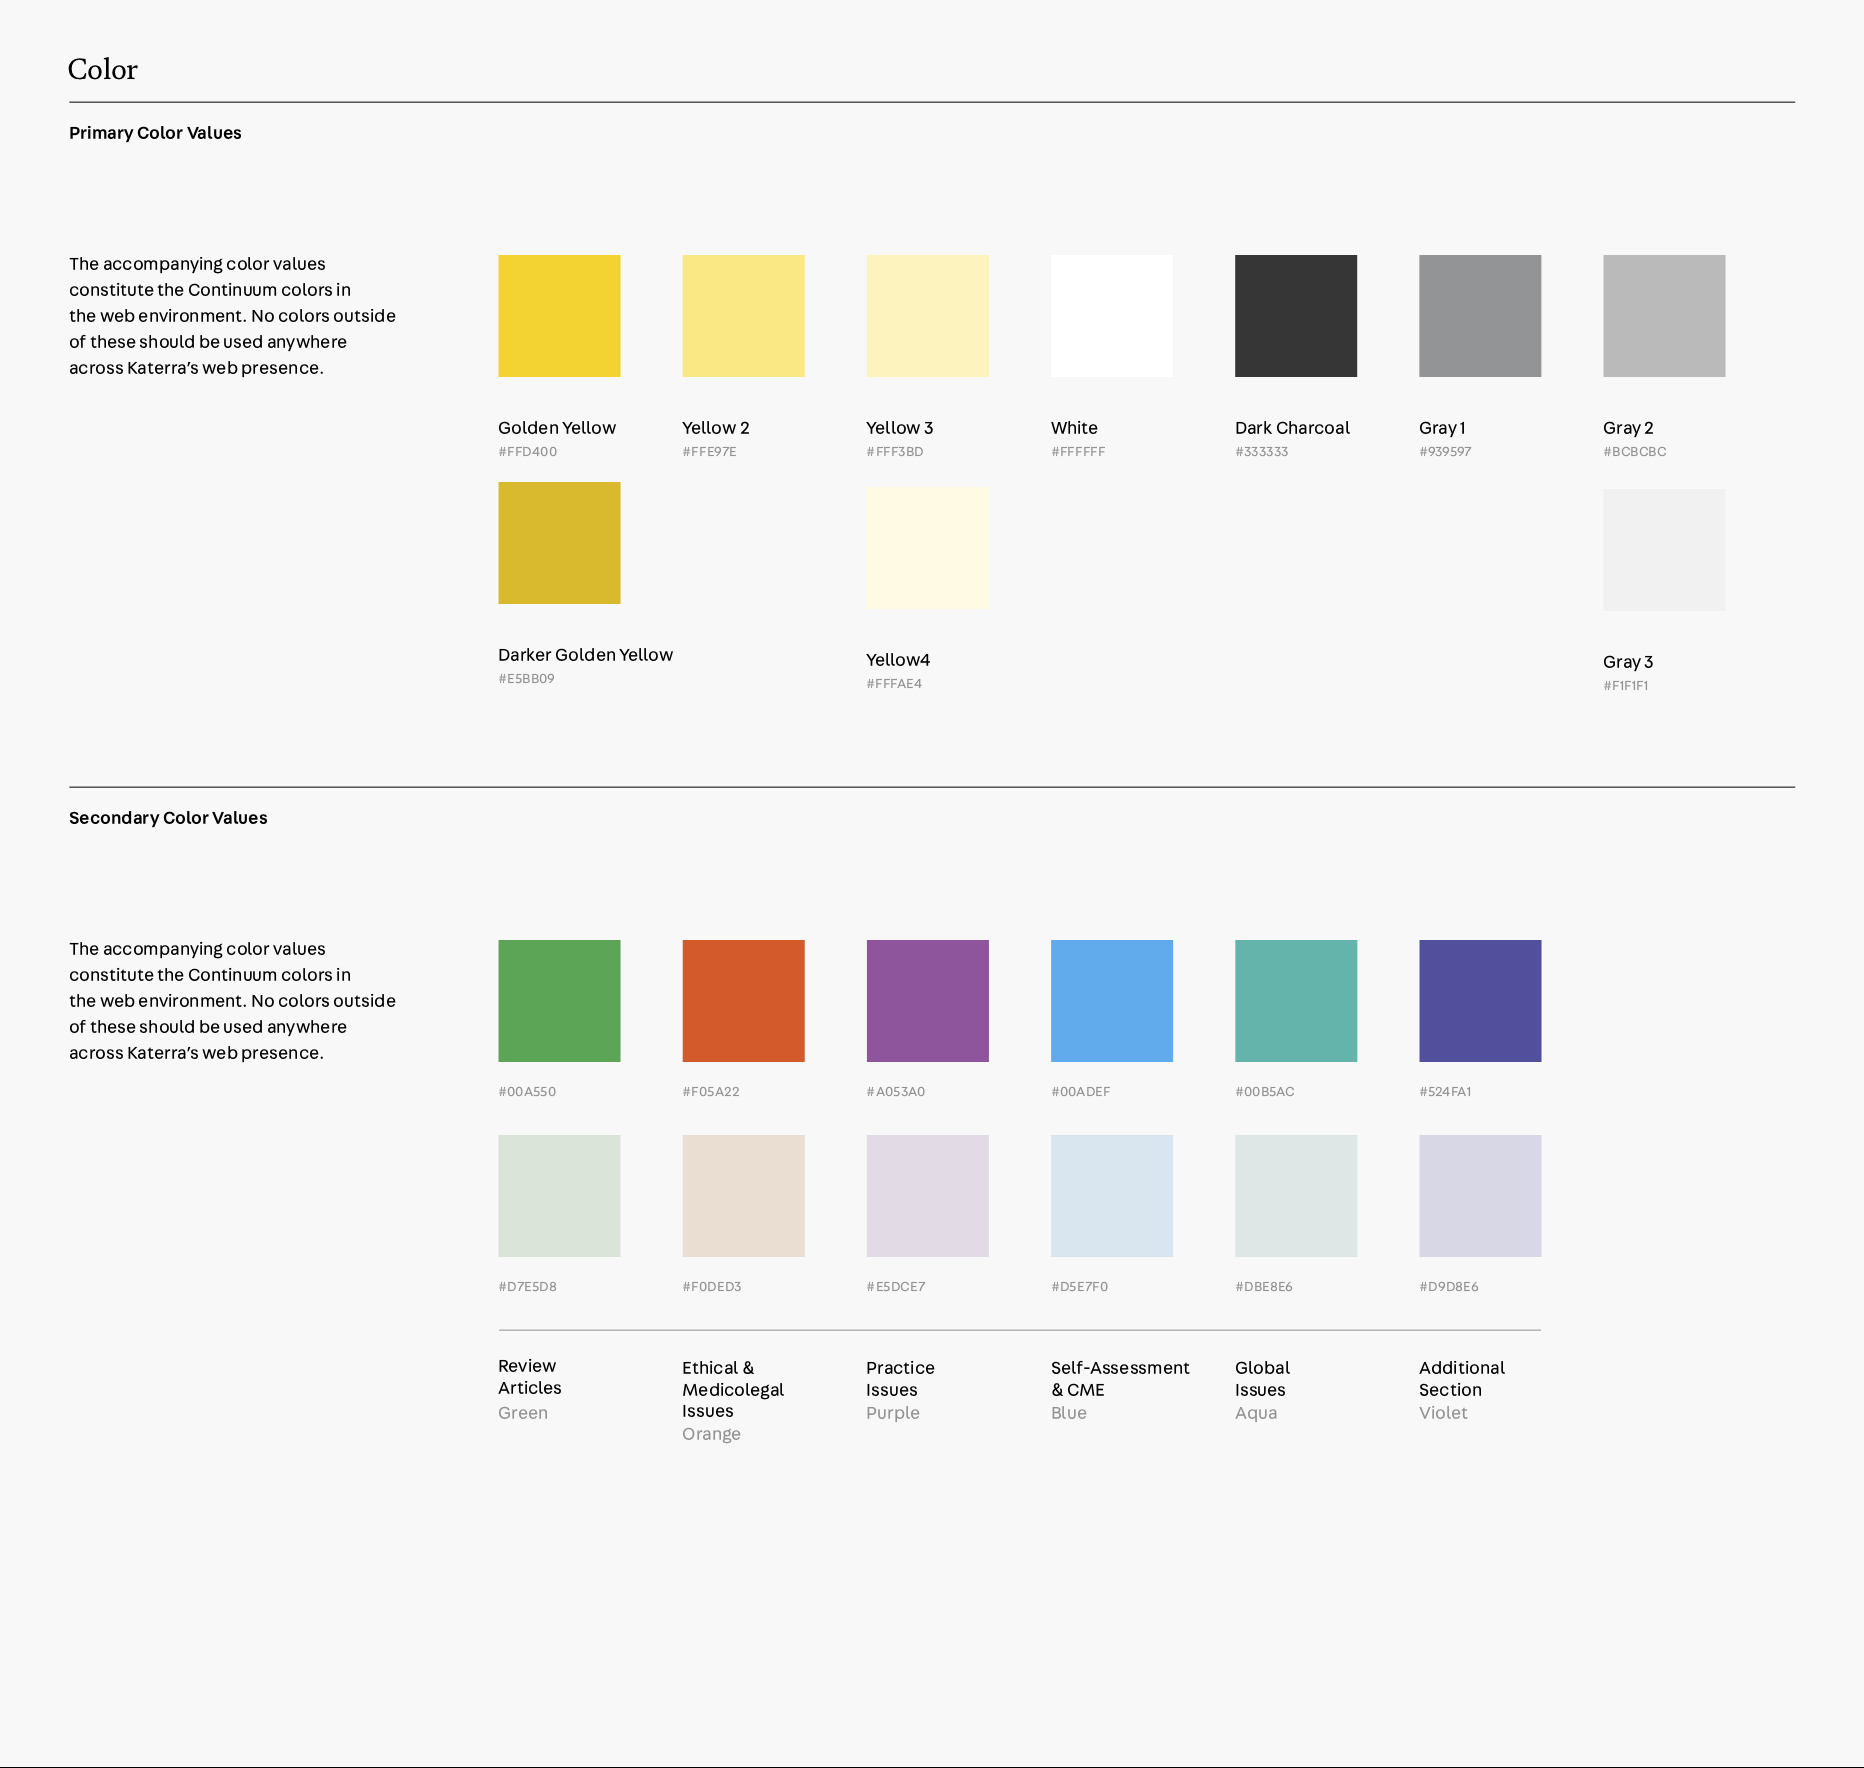 Color
Primary Color Values
The accompanying color values
constitute the Continuum colors in
the web environment. No colors outside
of these should be used anywhere
across Katerra’s web presence.
Golden Yellow
#FFD400
Yellow 2
#FFE97E
Yellow 3
#FFF3BD
White
#FFFFFF
Dark Charcoal
#333333
Gray 1
#939597
Gray 2
#BCBCBC
Darker Golden Yellow
#E5BB09
Yellow4
#FFFAE4
Gray 3
#F1F1F1
Secondary Color Values
The accompanying color values
constitute the Continuum colors in
the web environment. No colors outside
of these should be used anywhere
across Katerra’s web presence.
#00A550
#F05A22
#A053A0
#00ADEF
#00B5AC
#524FA1
#D7E5D8
#F0DED3
#E5DCE7
#D5E7F0
#DBE8E6
#D9D8E6
Review
Articles
Green
Ethical &
Medicolegal
Issues
Orange
Practice
Issues
Purple
Self-Assessment
& CME
Blue
Global
Issues
Aqua
Additional
Section
Violet